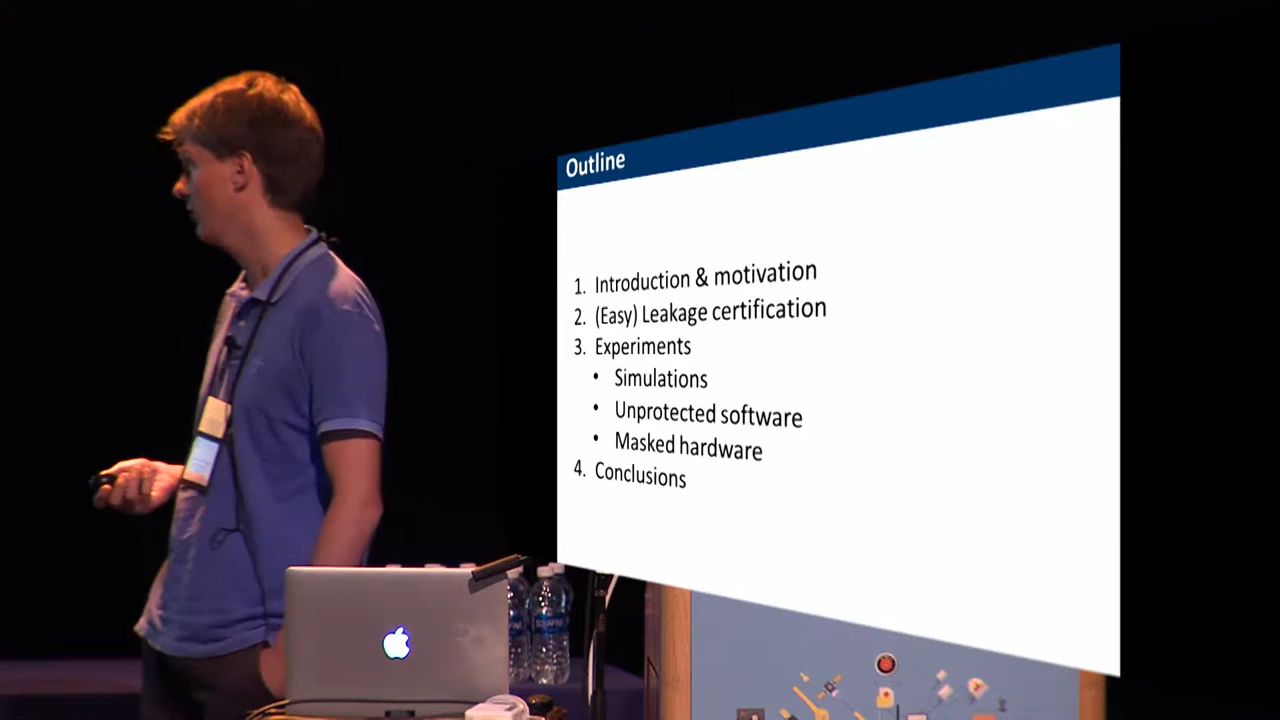 Outline
1. Introduction & motivation
2. (Easy) Leakage certification
3. Experiments
• Simulations
• Unprotected software
• Masked hardware
4. Conclusions